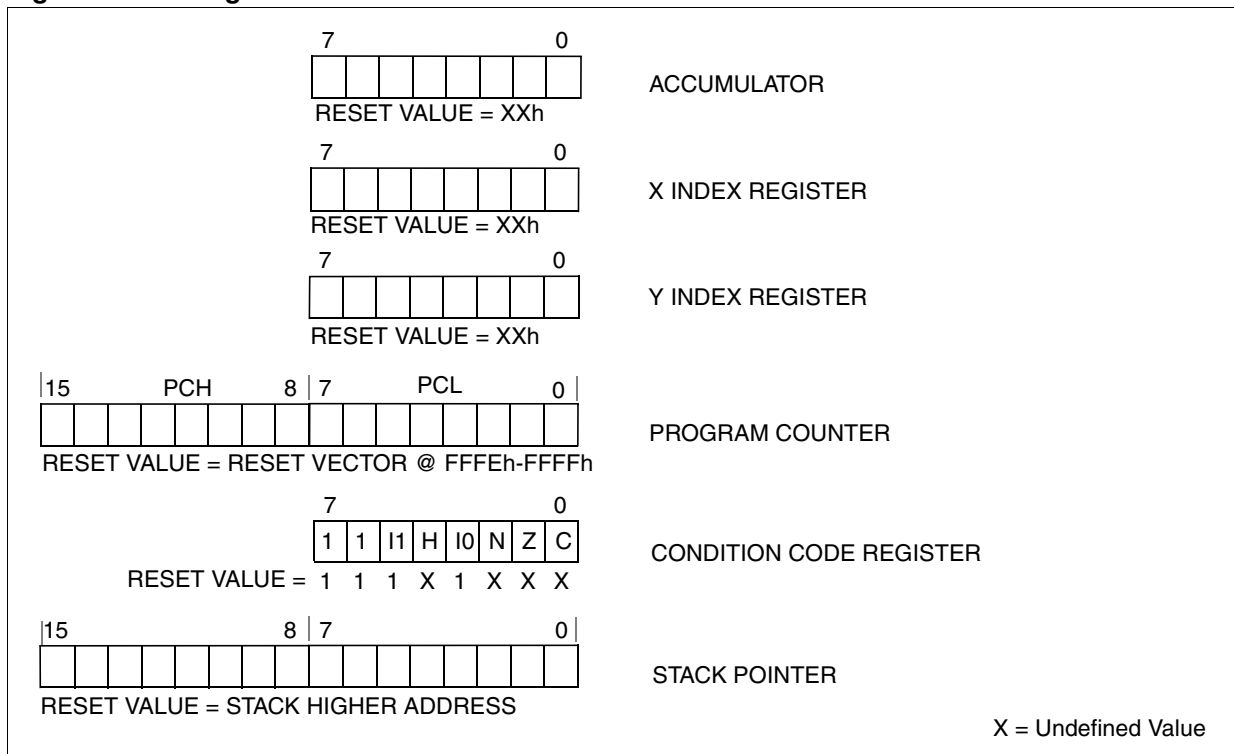 7 0
ACCUMULATOR
RESET VALUE = XXh
7 0
X INDEX REGISTER
RESET VALUE = XXh
7 0
Y INDEX REGISTER
RESET VALUE = XXh
15 PCH 8 7 PCL 0
PROGRAM COUNTER
RESET VALUE = RESET VECTOR @ FFFEh-FFFFh
7 0
1 1 I1 H I0 N Z C
CONDITION CODE REGISTER
RESET VALUE = 1 1 1 X 1 X X X
15 8 7 0
STACK POINTER
RESET VALUE = STACK HIGHER ADDRESS
X = Undefined Value